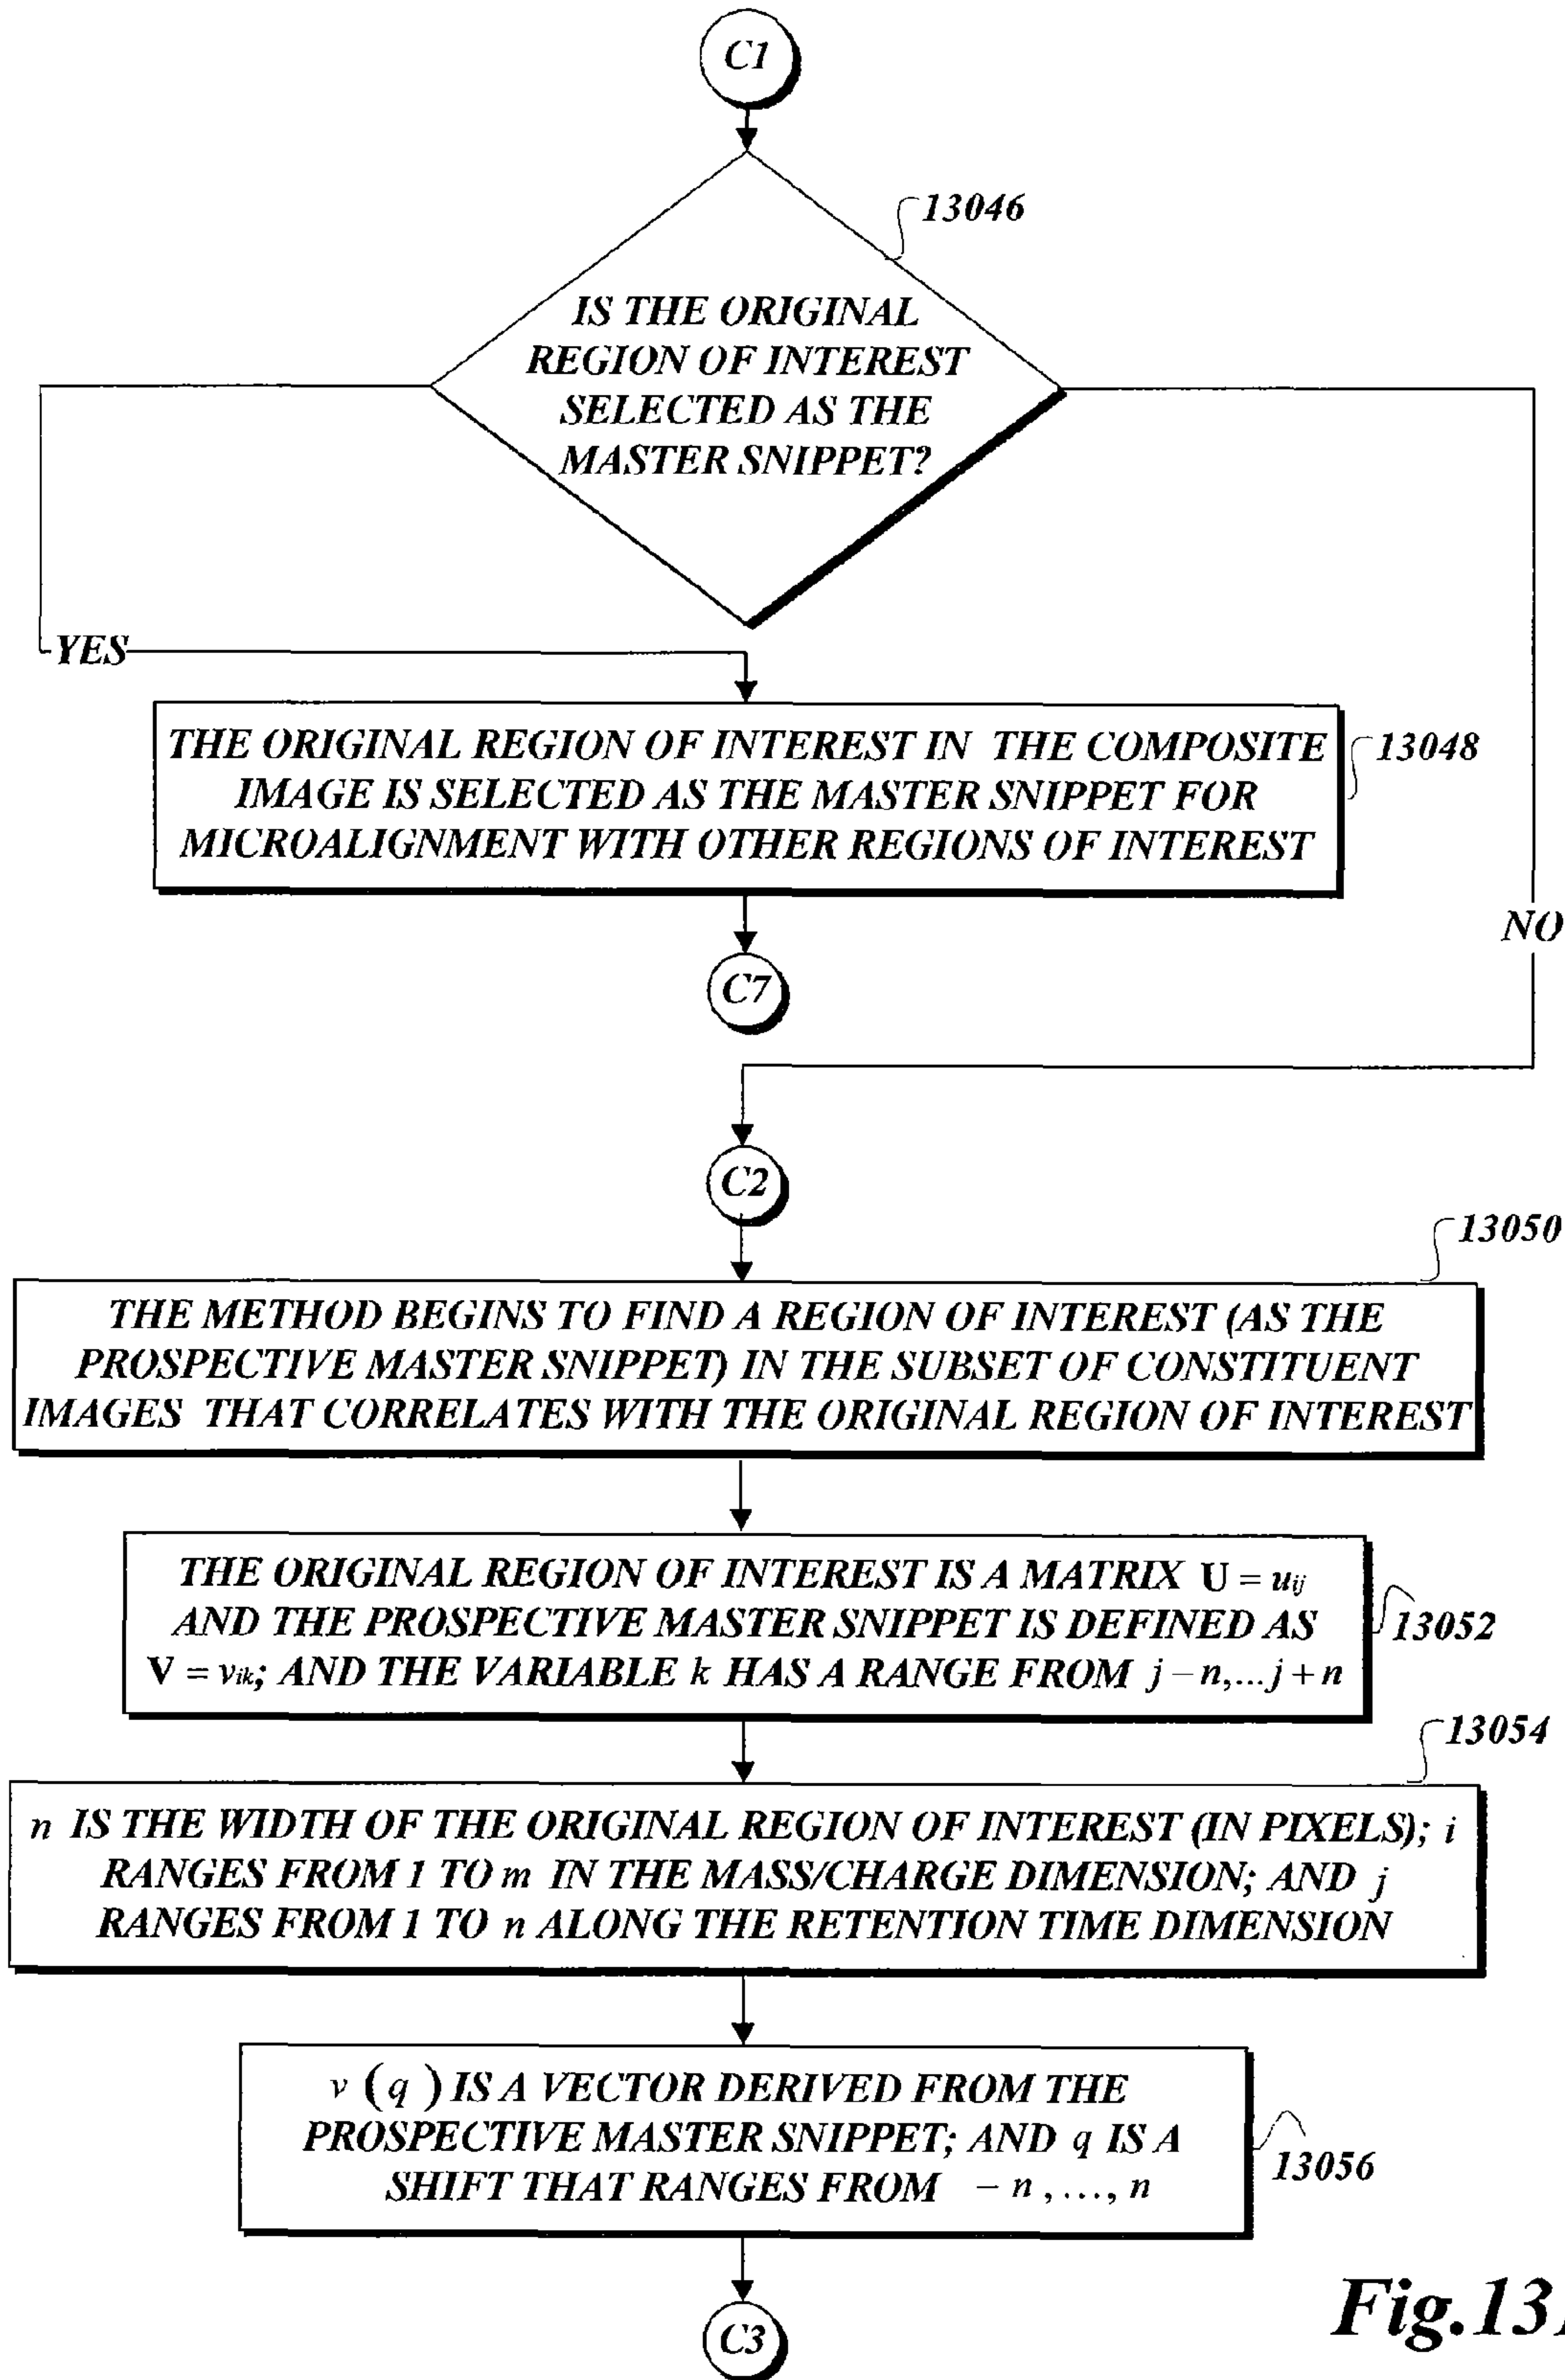 C1
13046
IS THE ORIGINAL
REGION OF INTEREST
SELECTED AS THE
MASTER SNIPPET?
YES
THE ORIGINAL REGION OF INTEREST IN THE COMPOSITE
IMAGE IS SELECTED AS THE MASTER SNIPPET FOR
MICROALIGNMENT WITH OTHER REGIONS OF INTEREST
13048
NO
C7
C2
13050
THE METHOD BEGINS TO FIND A REGION OF INTEREST (AS THE
PROSPECTIVE MASTER SNIPPET) IN THE SUBSET OF CONSTITUENT
IMAGES THAT CORRELATES WITH THE ORIGINAL REGION OF INTEREST
THE ORIGINAL REGION OF INTEREST IS A MATRIX U = uij
AND THE PROSPECTIVE MASTER SNIPPET IS DEFINED AS
V = vik; AND THE VARIABLE k HAS A RANGE FROM j – n,...j + n
13052
13054
n IS THE WIDTH OF THE ORIGINAL REGION OF INTEREST (IN PIXELS); i
RANGES FROM 1 TO m IN THE MASS/CHARGE DIMENSION; AND j
RANGES FROM 1 TO n ALONG THE RETENTION TIME DIMENSION
v (q ) IS A VECTOR DERIVED FROM THE
PROSPECTIVE MASTER SNIPPET; AND q IS A
SHIFT THAT RANGES FROM – n , ..., n
13056
C3
Fig.13